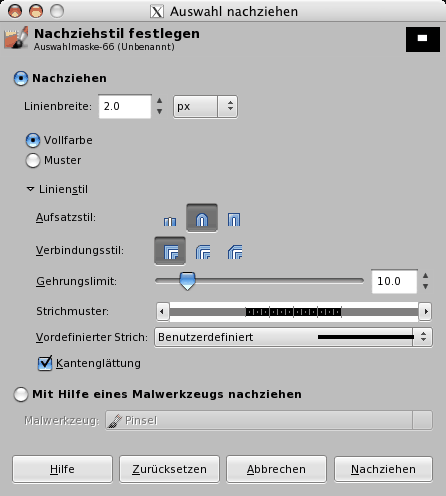 Auswahl nachziehen
Nachziehstil festlegen
Auswahlmaske-66 (Unbenannt)
Nachziehen
Linienbreite: 2.0 px
Vollfarbe
Muster
Linienstil
Aufsatzstil:
Verbindungsstil:
Gehrungslimit: 10.0
Strichmuster:
Vordefinierter Strich: Benutzerdefiniert
Kantenglättung
Mit Hilfe eines Malwerkzeugs nachziehen
Malwerkzeug: Pinsel
Hilfe Zurücksetzen Abbrechen Nachziehen